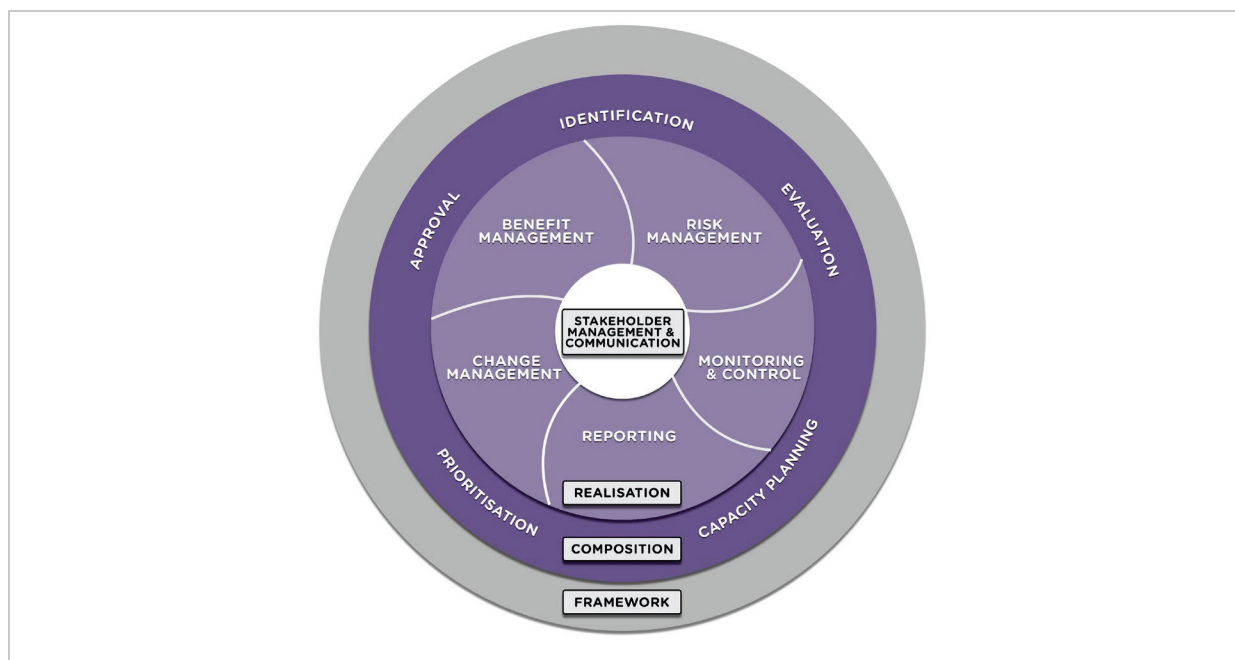 IDENTIFICATION
APPROVAL
EVALUATION
BENEFIT
MANAGEMENT
RISK
MANAGEMENT
STAKEHOLDER
MANAGEMENT &
COMMUNICATION
CHANGE
MANAGEMENT
MONITORING
& CONTROL
REPORTING
PRIORITISATION
CAPACITY PLANNING
REALISATION
COMPOSITION
FRAMEWORK